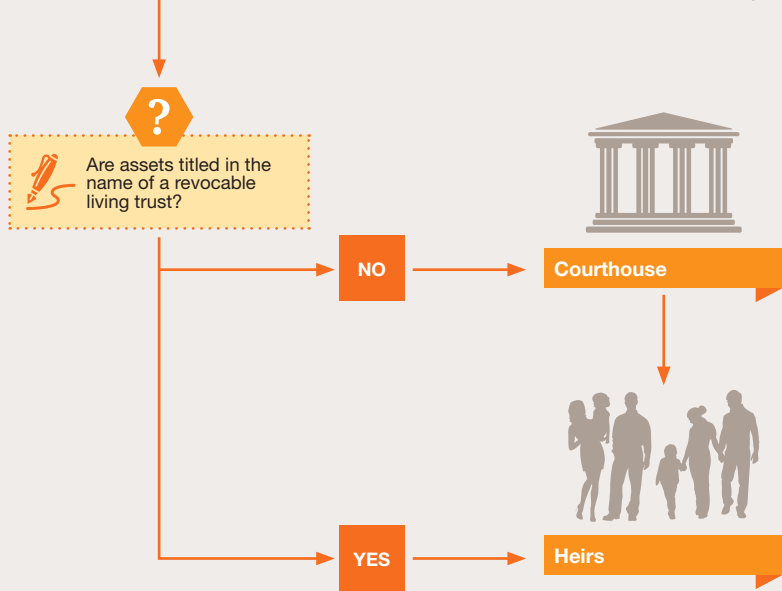 ?
Are assets titled in the
name of a revocable
living trust?
NO
Courthouse
YES
Heirs